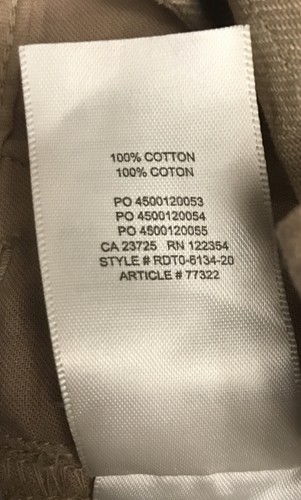 100% COTTON
100% COTON
PO 4500120053
PO 4500120054
PO 4500120055
CA 23725 RN 122354
STYLE # RDT0-6134-20
ARTICLE # 77322